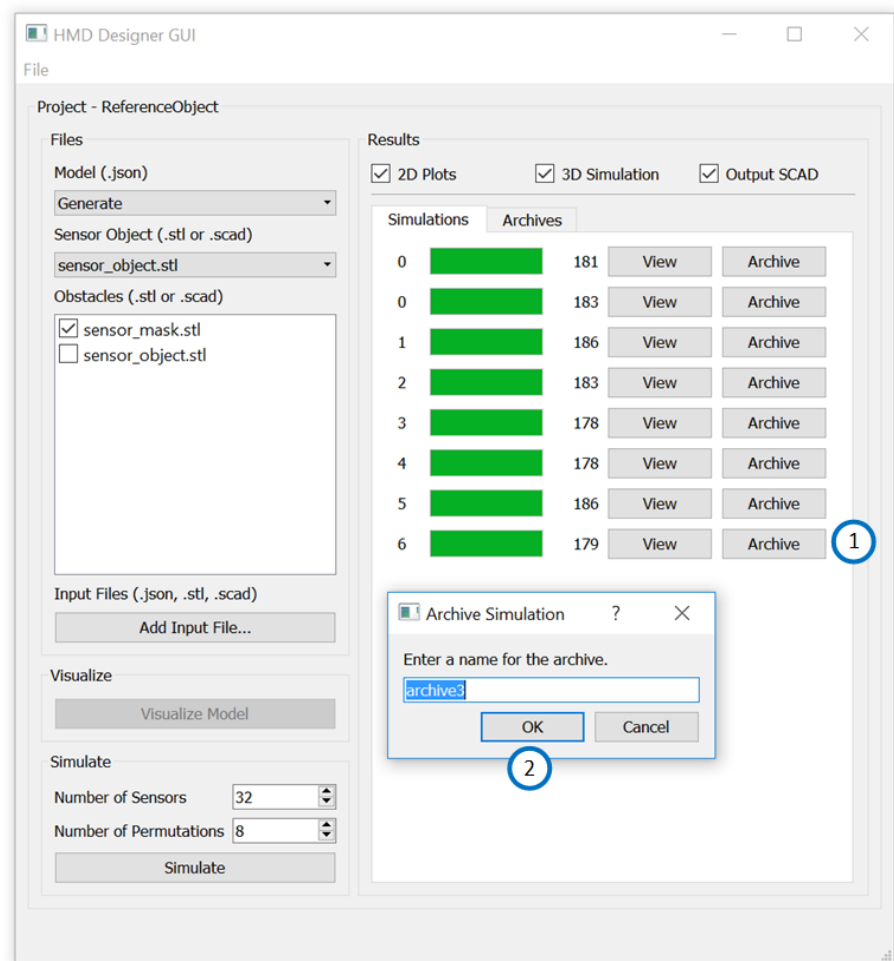 HMD Designer GUI
File
Project - ReferenceObject
Files
Model (.json)
Generate
Sensor Object (.stl or .scad)
sensor_object.stl
Obstacles (.stl or .scad)
sensor_mask.stl
sensor_object.stl
Input Files (.json, .stl, .scad)
Add Input File...
Visualize
Visualize Model
Simulate
Number of Sensors 32
Number of Permutations 8
Simulate
Results
2D Plots 3D Simulation Output SCAD
Simulations Archives
0 181 View Archive
0 183 View Archive
1 186 View Archive
2 183 View Archive
3 178 View Archive
4 178 View Archive
5 186 View Archive
6 179 View Archive 1
Archive Simulation ?
Enter a name for the archive.
archive3
OK Cancel
2